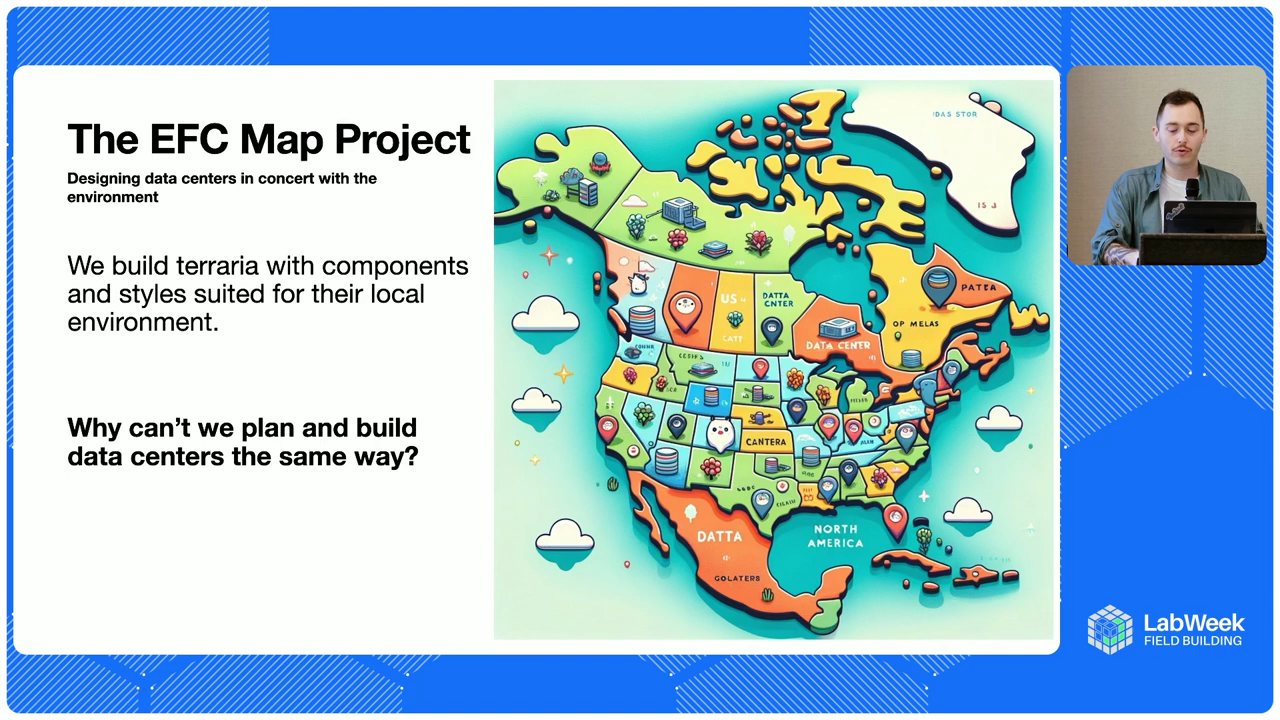 The EFC Map Project
Designing data centers in concert with the
environment
We build terraria with components
and styles suited for their local
environment.
Why can’t we plan and build
data centers the same way?
IDAS STOR
IS J
PATEA
US
DATTA
CNTER
CATT
OP MELAS
DATA CENTER
CANTERA
DATTA
GOLATERB
NORTH
AMERICA
LabWeek
FIELD BUILDING